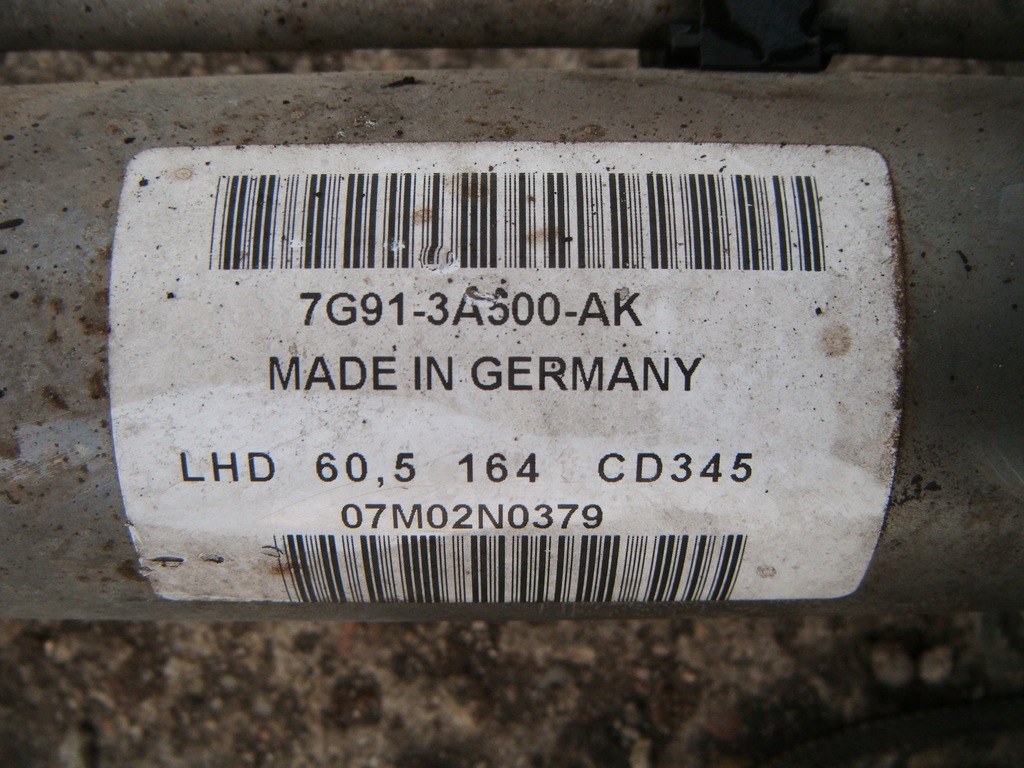 7G91-3A500-AK
MADE IN GERMANY
LHD 60,5 164 CD345
07M02N0379